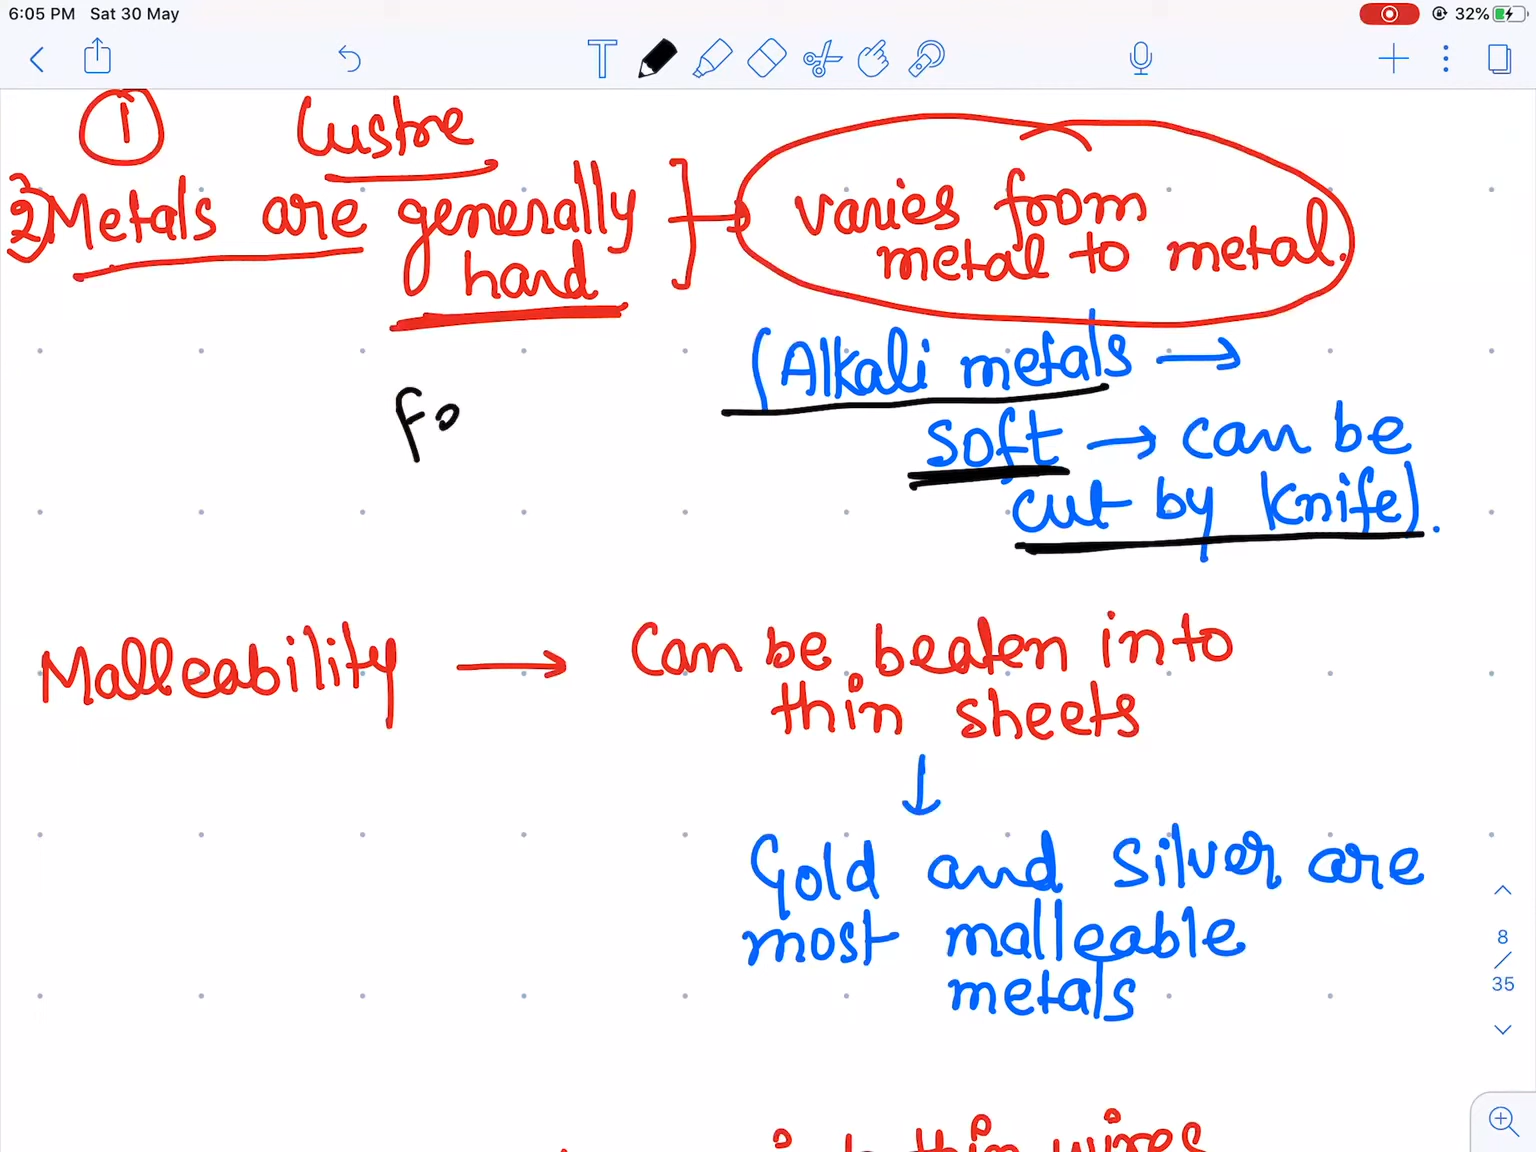 6:05 PM Sat 30 May
32%
T
1 Lustre
2) Metals are generally
hard
varies from
metal to metal.
(Alkali metals →
soft → can be
cut by knife).
Fo
Malleability → Can be beaten into
thin sheets
↓
Gold and silver are
most malleable
metals
8
/
35
thin wires